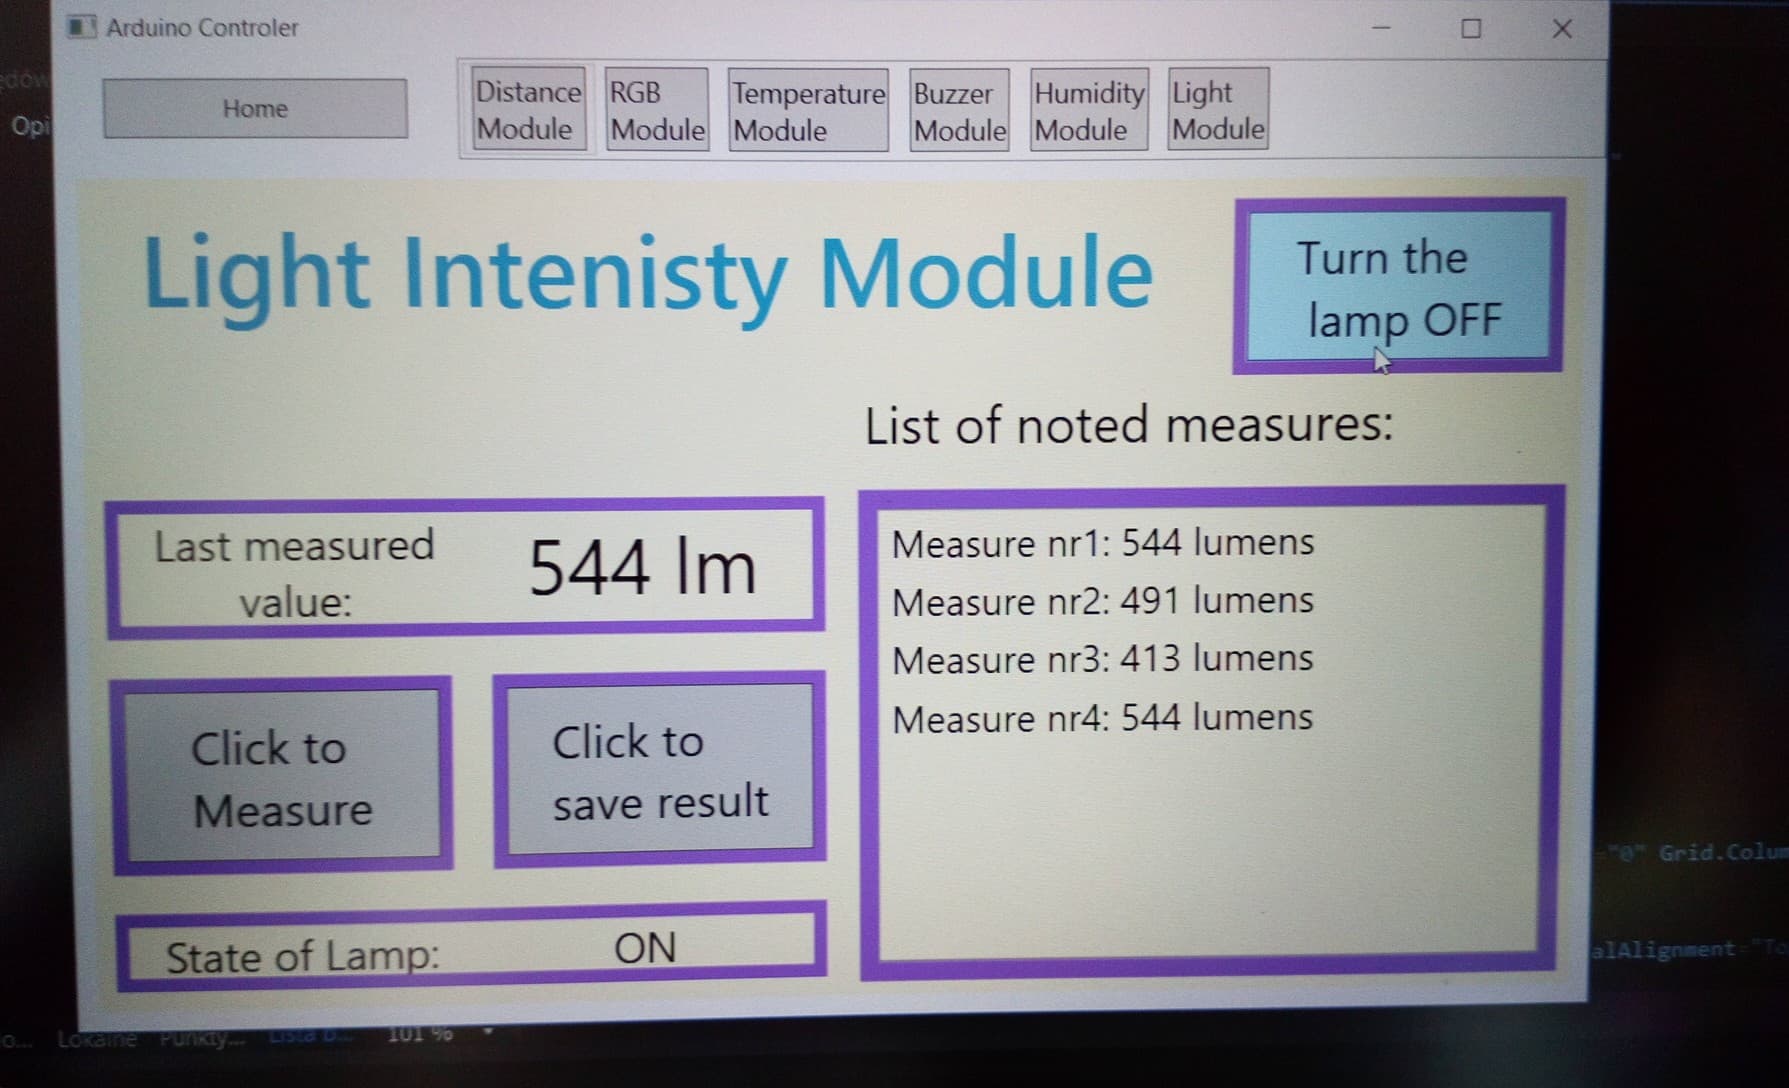 Arduino Controler
Opi
Home
Distance
Module
RGB
Module
Temperature
Module
Buzzer
Module
Humidity
Module
Light
Module
Light Intenisty Module
Turn the
lamp OFF
List of noted measures:
Last measured
value:
544 lm
Measure nr1: 544 lumens
Measure nr2: 491 lumens
Measure nr3: 413 lumens
Measure nr4: 544 lumens
Click to
Measure
Click to
save result
State of Lamp:
ON
="0" Grid.Colum
alAlignment="To
Lokalne Punkty... 101 %